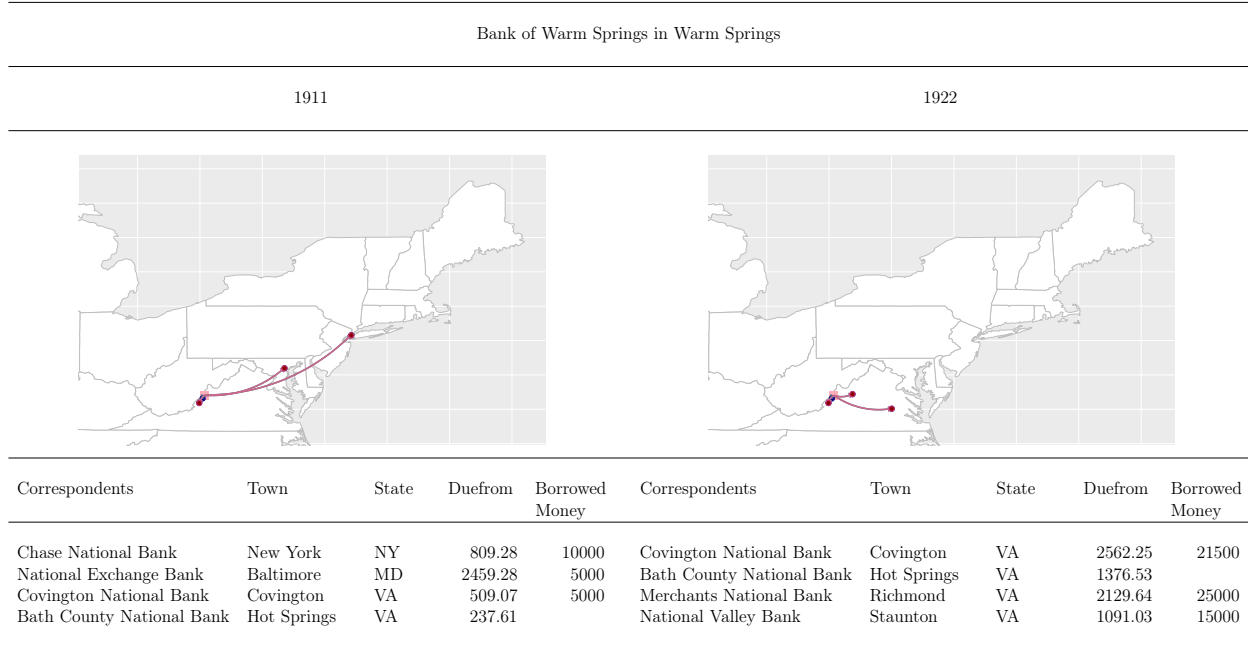 Bank of Warm Springs in Warm Springs
1911 1922
Correspondents Town State Duefrom Borrowed Money Correspondents Town State Duefrom Borrowed Money
Chase National Bank New York NY 809.28 10000 Covington National Bank Covington VA 2562.25 21500
National Exchange Bank Baltimore MD 2459.28 5000 Bath County National Bank Hot Springs VA 1376.53
Covington National Bank Covington VA 509.07 5000 Merchants National Bank Richmond VA 2129.64 25000
Bath County National Bank Hot Springs VA 237.61 National Valley Bank Staunton VA 1091.03 15000